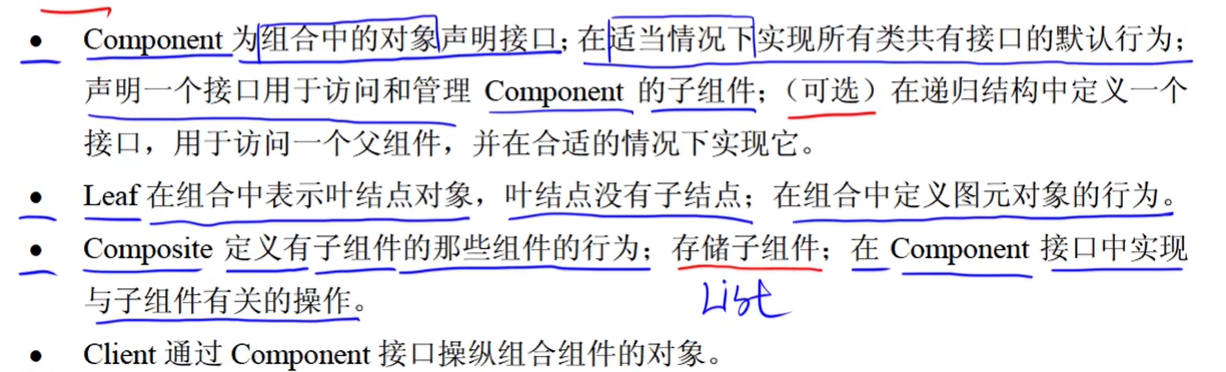 • Component 为组合中的对象声明接口；在适当情况下实现所有类共有接口的默认行为；
声明一个接口用于访问和管理 Component 的子组件；（可选）在递归结构中定义一个
接口，用于访问一个父组件，并在合适的情况下实现它。
• Leaf 在组合中表示叶结点对象，叶结点没有子结点；在组合中定义图元对象的行为。
• Composite 定义有子组件的那些组件的行为；存储子组件；在 Component 接口中实现
与子组件有关的操作。
List
• Client 通过 Component 接口操纵组合组件的对象。